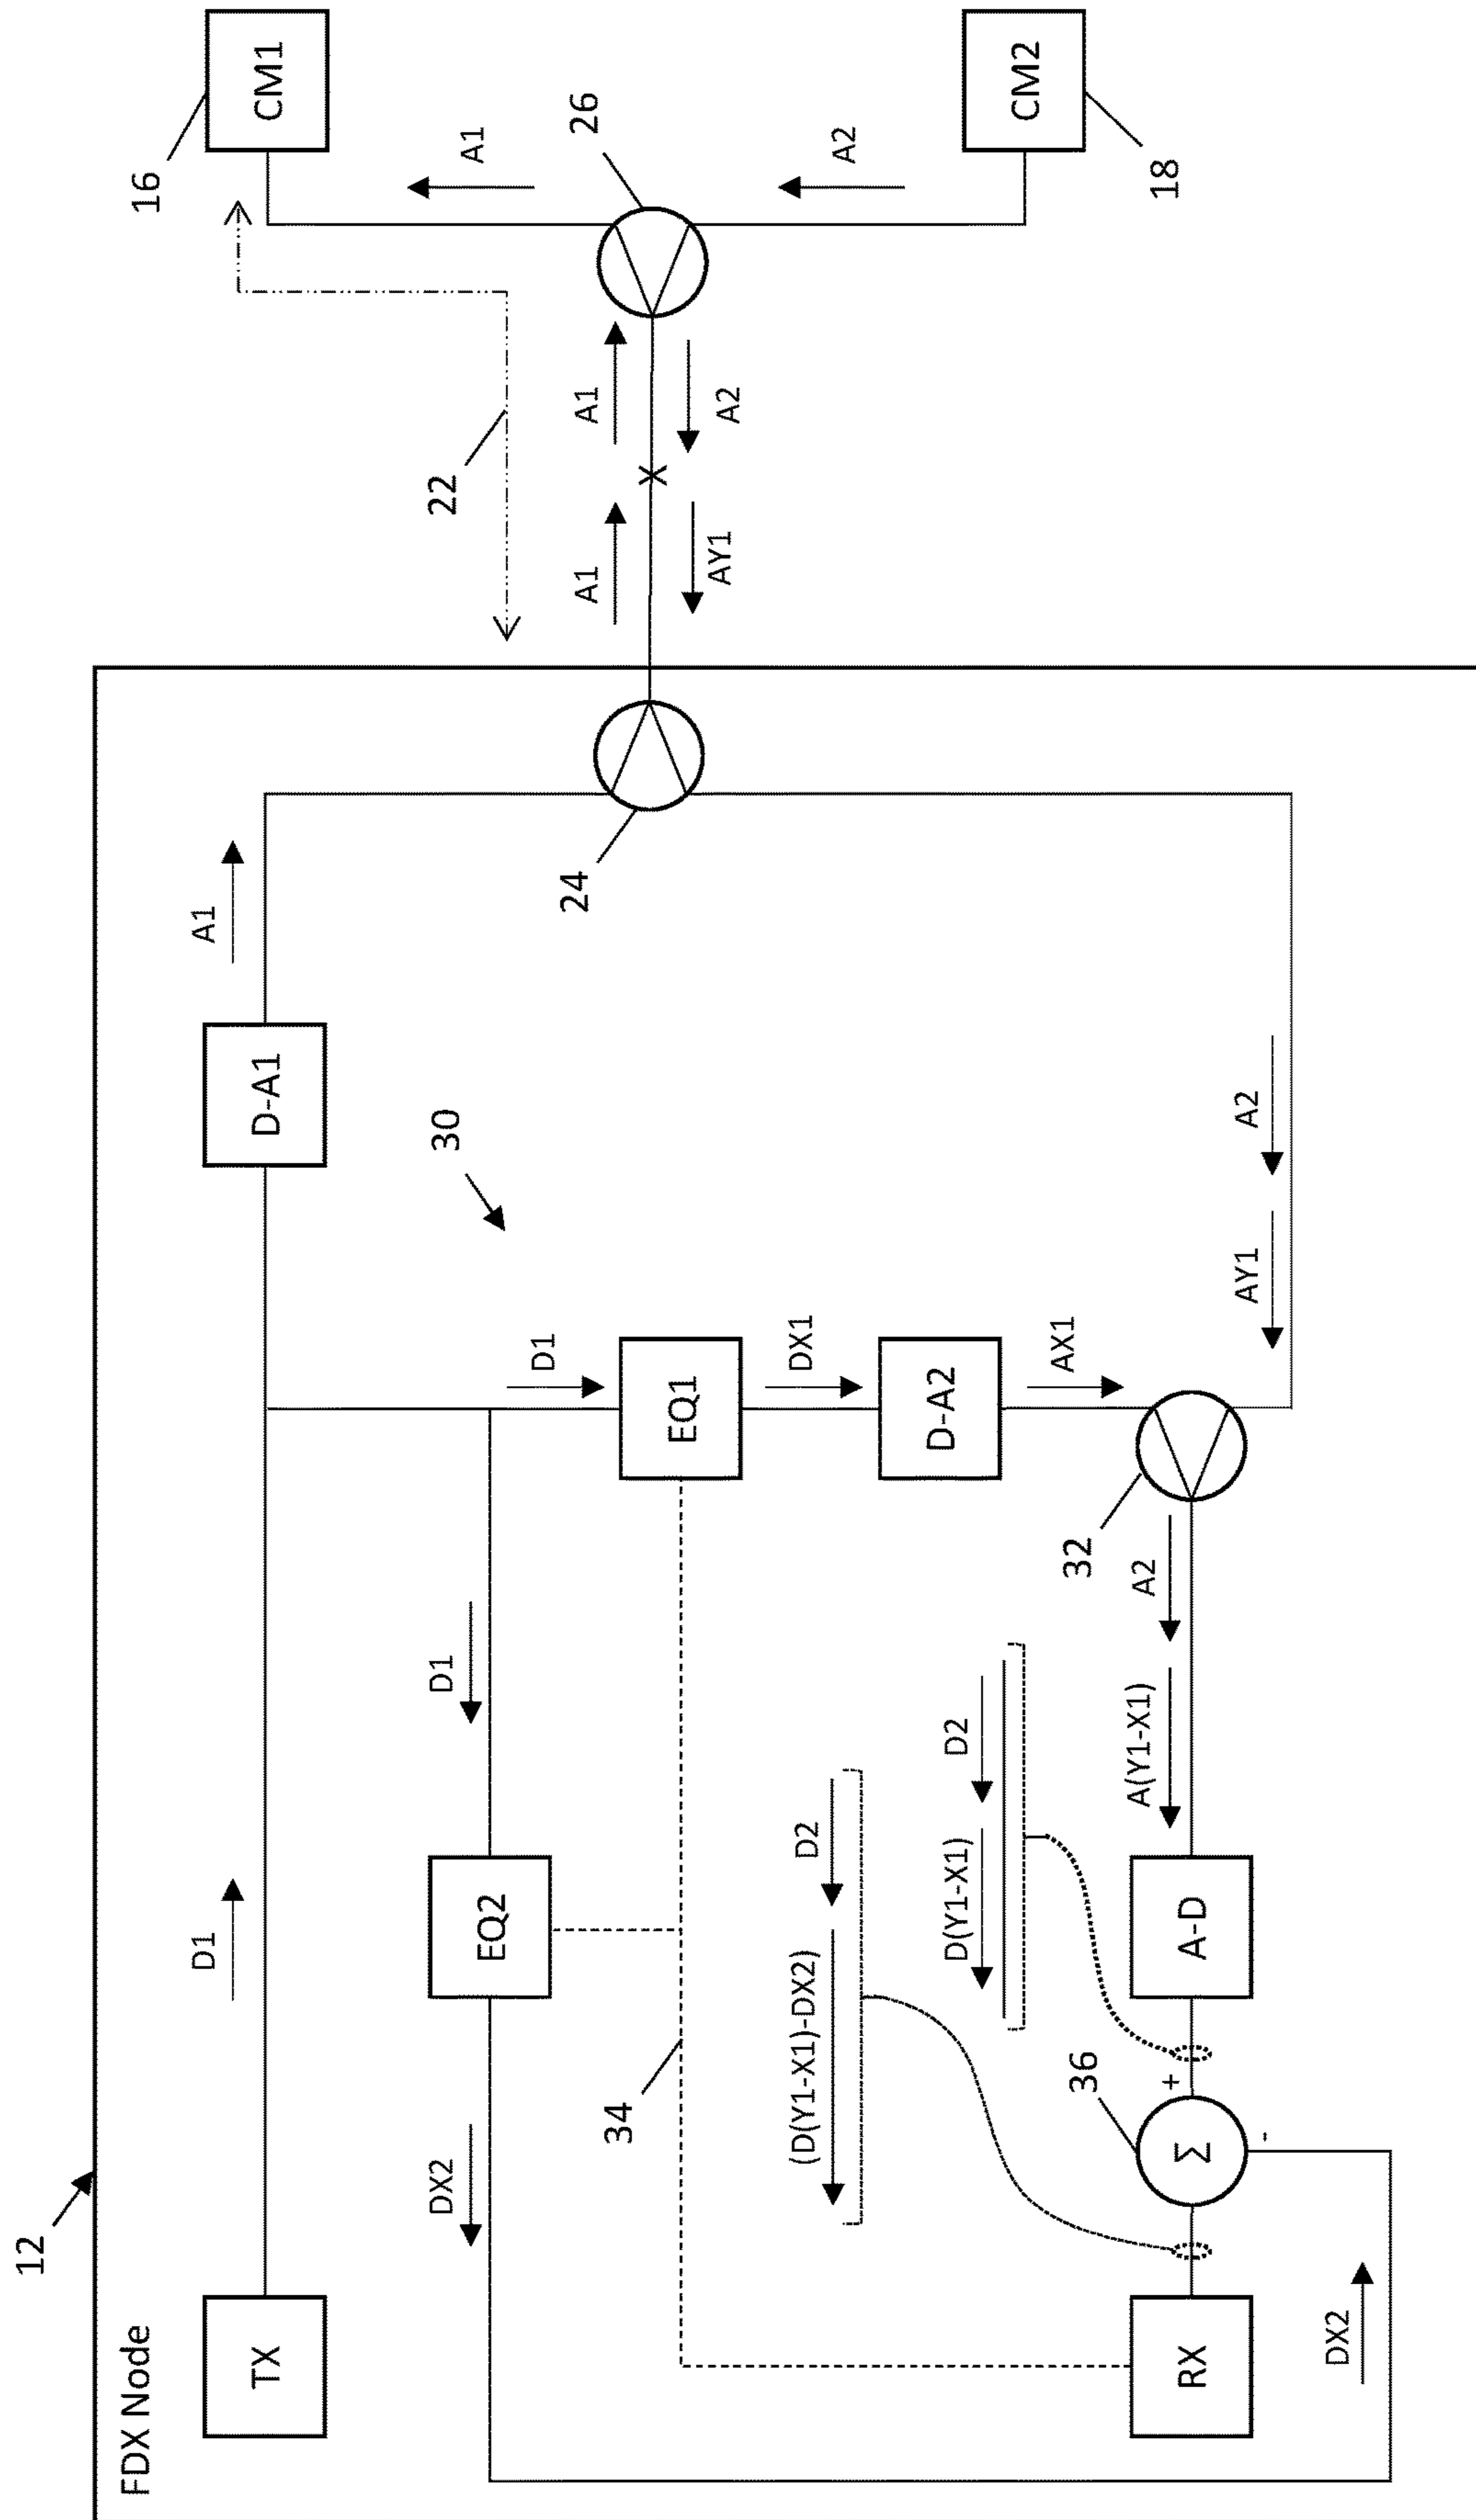 12
FDX Node
TX
D1
D-A1
A1
16
CM1
22
26
A1
A1
A1
AY1
A2
A2
CM2
18
24
30
D1
EQ1
DX1
D-A2
AX1
D1
EQ2
DX2
34
32
A2
AY1
A2
A(Y1-X1)
D2
D(Y1-X1)
D2
(D(Y1-X1)-DX2)
A-D
36
+
Σ
-
RX
DX2
X